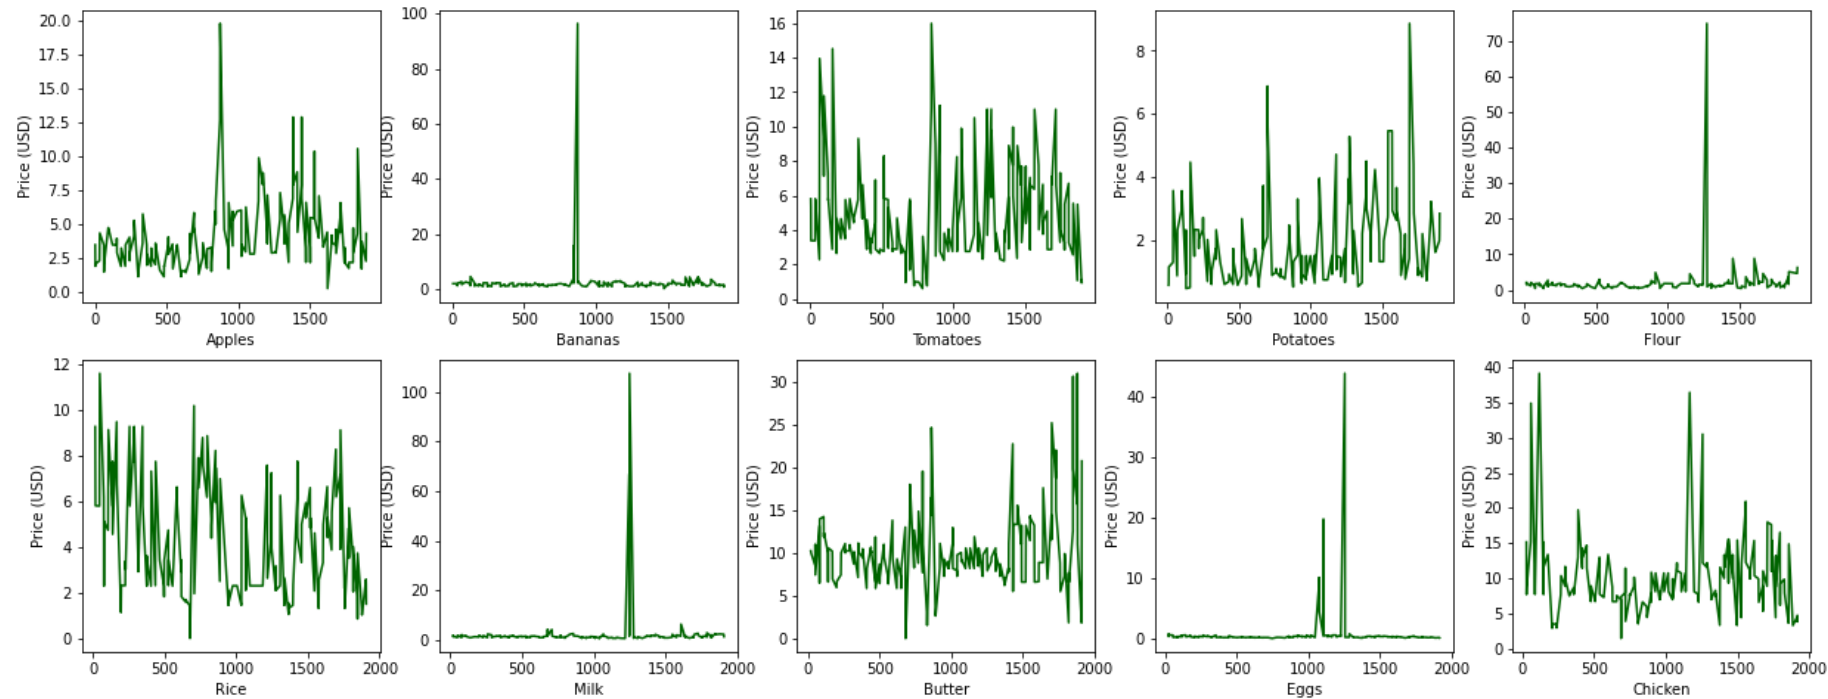 Price (USD)
20.0
17.5
15.0
12.5
10.0
7.5
5.0
2.5
0.0
0 500 1000 1500
Apples
Price (USD)
100
80
60
40
20
0
0 500 1000 1500
Bananas
Price (USD)
16
14
12
10
8
6
4
2
0
0 500 1000 1500
Tomatoes
Price (USD)
8
6
4
2
0 500 1000 1500
Potatoes
Price (USD)
70
60
50
40
30
20
10
0
0 500 1000 1500
Flour
Price (USD)
12
10
8
6
4
2
0
0 500 1000 1500 2000
Rice
Price (USD)
100
80
60
40
20
0
0 500 1000 1500 2000
Milk
Price (USD)
30
25
20
15
10
5
0
0 500 1000 1500 2000
Butter
Price (USD)
40
30
20
10
0
0 500 1000 1500 2000
Eggs
Price (USD)
40
35
30
25
20
15
10
5
0
0 500 1000 1500 2000
Chicken